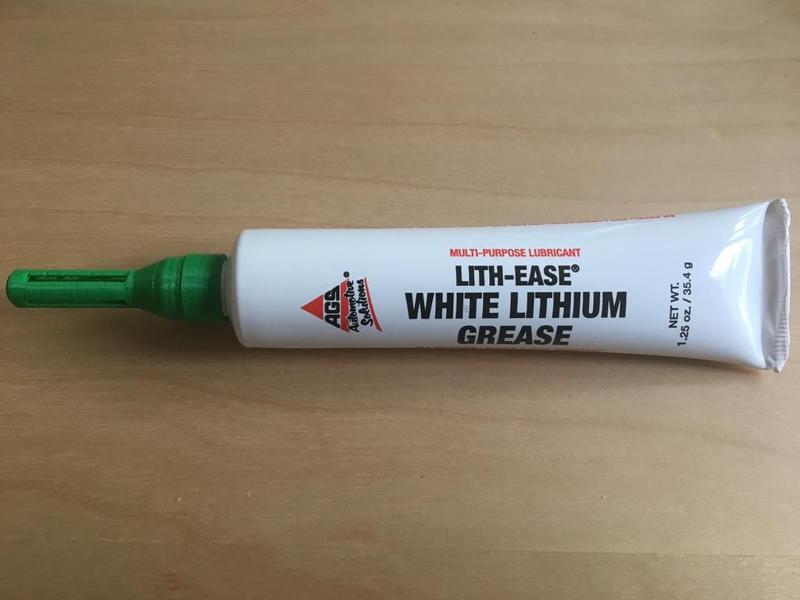 MULTI-PURPOSE LUBRICANT
LITH-EASE®
WHITE LITHIUM
GREASE
AGS®
Automotive
Solutions
NET WT.
1.25 oz. / 35.4 g